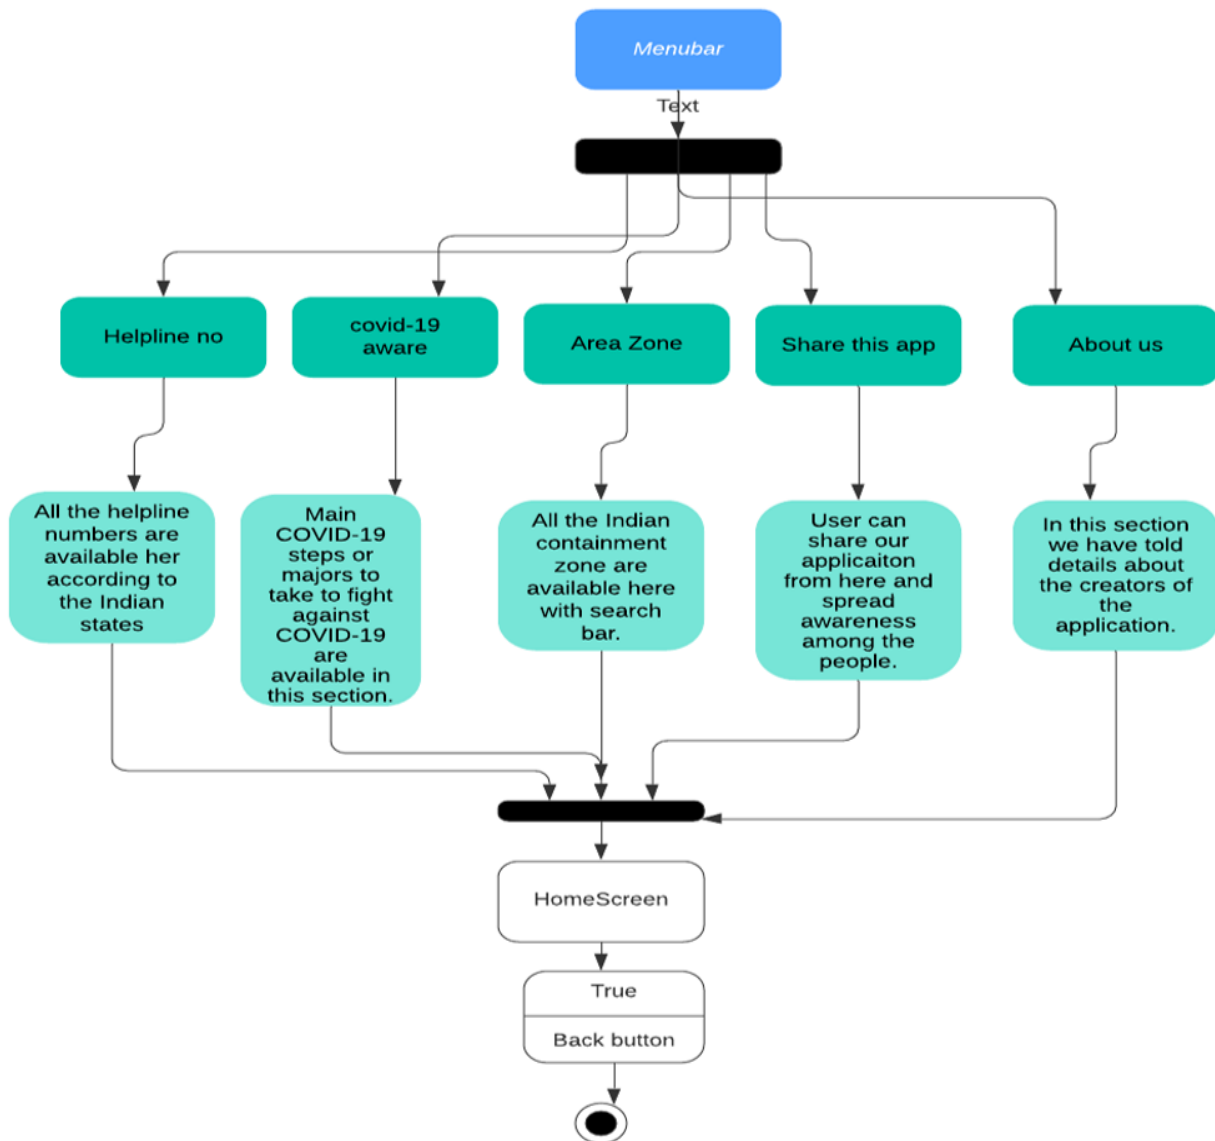 Menubar
Text
Helpline no
covid-19
aware
Area Zone
Share this app
About us
All the helpline
numbers are
available her
according to
the Indian
states
Main
COVID-19
steps or
majors to
take to fight
against
COVID-19
are
available in
this section.
All the Indian
containment
zone are
available here
with search
bar.
User can
share our
applicaiton
from here and
spread
awareness
among the
people.
In this section
we have told
details about
the creators of
the
application.
HomeScreen
True
Back button